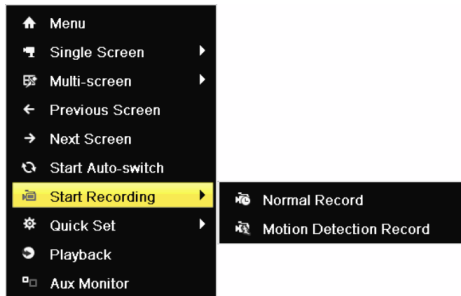 Menu
Single Screen
Multi-screen
Previous Screen
Next Screen
Start Auto-switch
Start Recording
Normal Record
Quick Set
Motion Detection Record
Playback
Aux Monitor